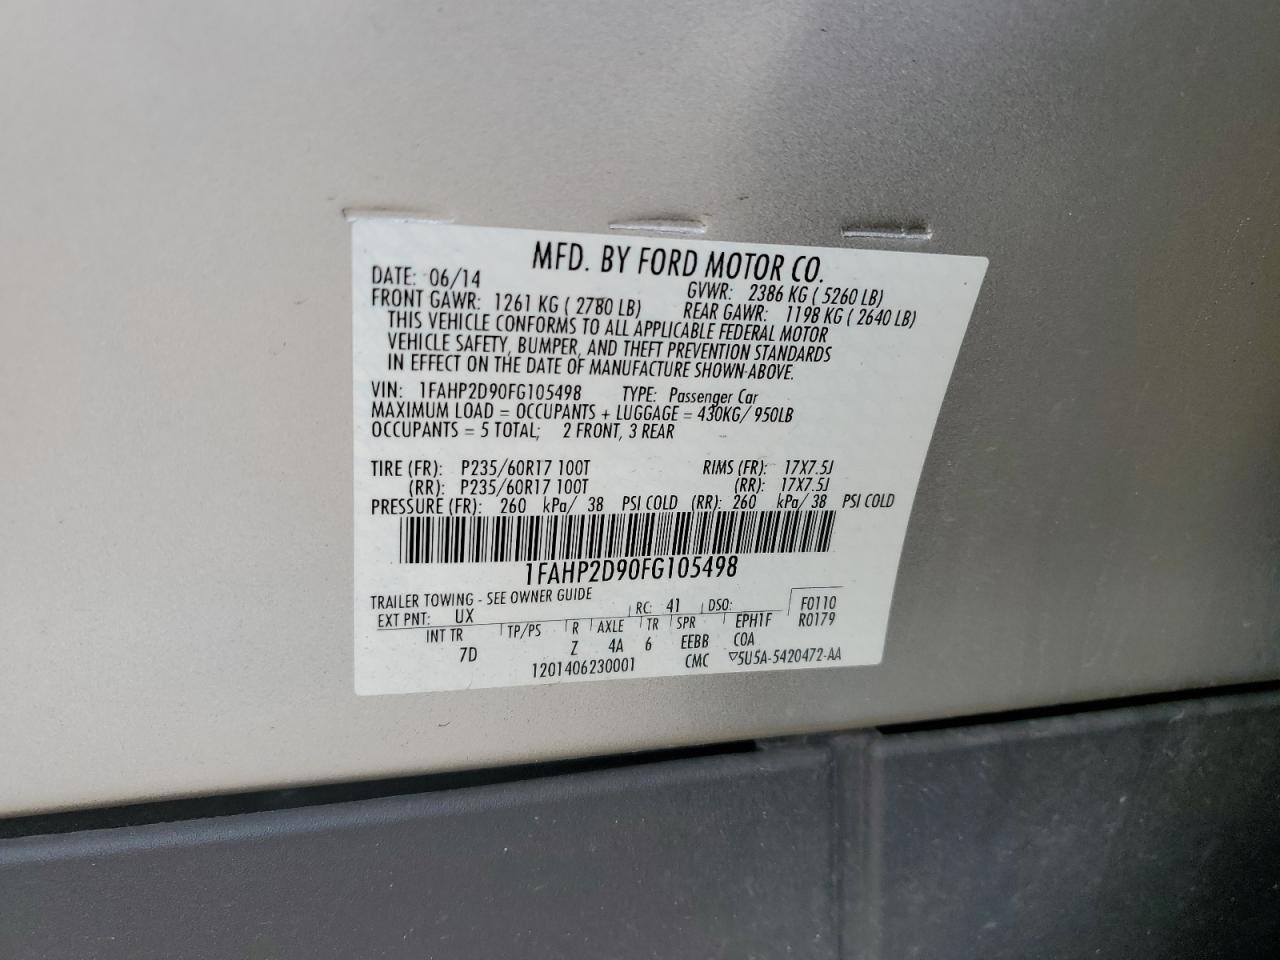 MFD. BY FORD MOTOR CO.
DATE: 06/14 GVWR: 2386 KG ( 5260 LB)
FRONT GAWR: 1261 KG ( 2780 LB) REAR GAWR: 1198 KG ( 2640 LB)
THIS VEHICLE CONFORMS TO ALL APPLICABLE FEDERAL MOTOR
VEHICLE SAFETY, BUMPER, AND THEFT PREVENTION STANDARDS
IN EFFECT ON THE DATE OF MANUFACTURE SHOWN ABOVE.
VIN: 1FAHP2D90FG105498 TYPE: Passenger Car
MAXIMUM LOAD = OCCUPANTS + LUGGAGE = 430KG/ 950LB
OCCUPANTS = 5 TOTAL; 2 FRONT, 3 REAR
TIRE (FR): P235/60R17 100T RIMS (FR): 17X7.5J
(RR): P235/60R17 100T (RR): 17X7.5J
PRESSURE (FR): 260 kPa/ 38 PSI COLD (RR): 260 kPa/ 38 PSI COLD
1FAHP2D90FG105498
TRAILER TOWING - SEE OWNER GUIDE
EXT PNT: UX RC: 41 DSO: F0110
R0179
INT TR TP/PS R AXLE TR SPR EPH1F
7D Z 4A 6 EEBB COA
1201406230001 CMC ▽5U5A-5420472-AA